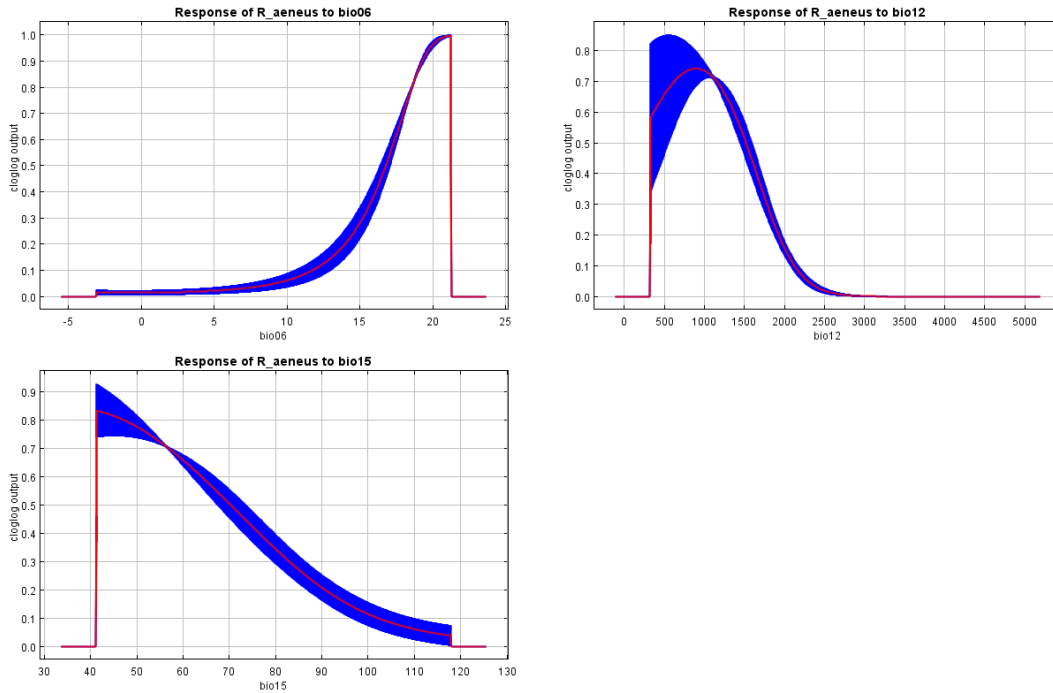 Response of R_aeneus to bio06
1.0
0.9
0.8
0.7
0.6
0.5
0.4
0.3
0.2
0.1
0.0
cloglog output
-5 0 5 10 15 20 25
bio06
Response of R_aeneus to bio12
0.8
0.7
0.6
0.5
0.4
0.3
0.2
0.1
0.0
cloglog output
0 500 1000 1500 2000 2500 3000 3500 4000 4500 5000
bio12
Response of R_aeneus to bio15
0.9
0.8
0.7
0.6
0.5
0.4
0.3
0.2
0.1
0.0
cloglog output
30 40 50 60 70 80 90 100 110 120 130
bio15